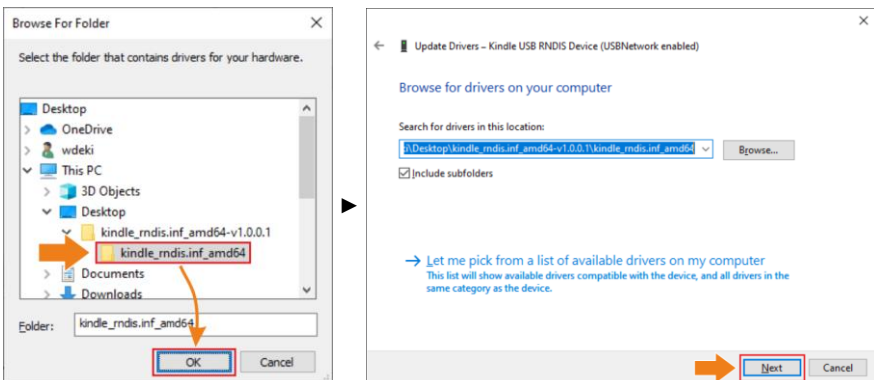 Browse For Folder
Select the folder that contains drivers for your hardware.
Desktop
OneDrive
wdeki
This PC
3D Objects
Desktop
kindle_rndis.inf_amd64-v1.0.0.1
kindle_rndis.inf_amd64
Documents
Downloads
Folder: kindle_rndis.inf_amd64
OK Cancel
Update Drivers – Kindle USB RNDIS Device (USBNetwork enabled)
Browse for drivers on your computer
Search for drivers in this location:
\Desktop\kindle_rndis.inf_amd64-v1.0.0.1\kindle_rndis.inf_amd64
Browse...
Include subfolders
Let me pick from a list of available drivers on my computer
This list will show available drivers compatible with the device, and all drivers in the
same category as the device.
Next Cancel